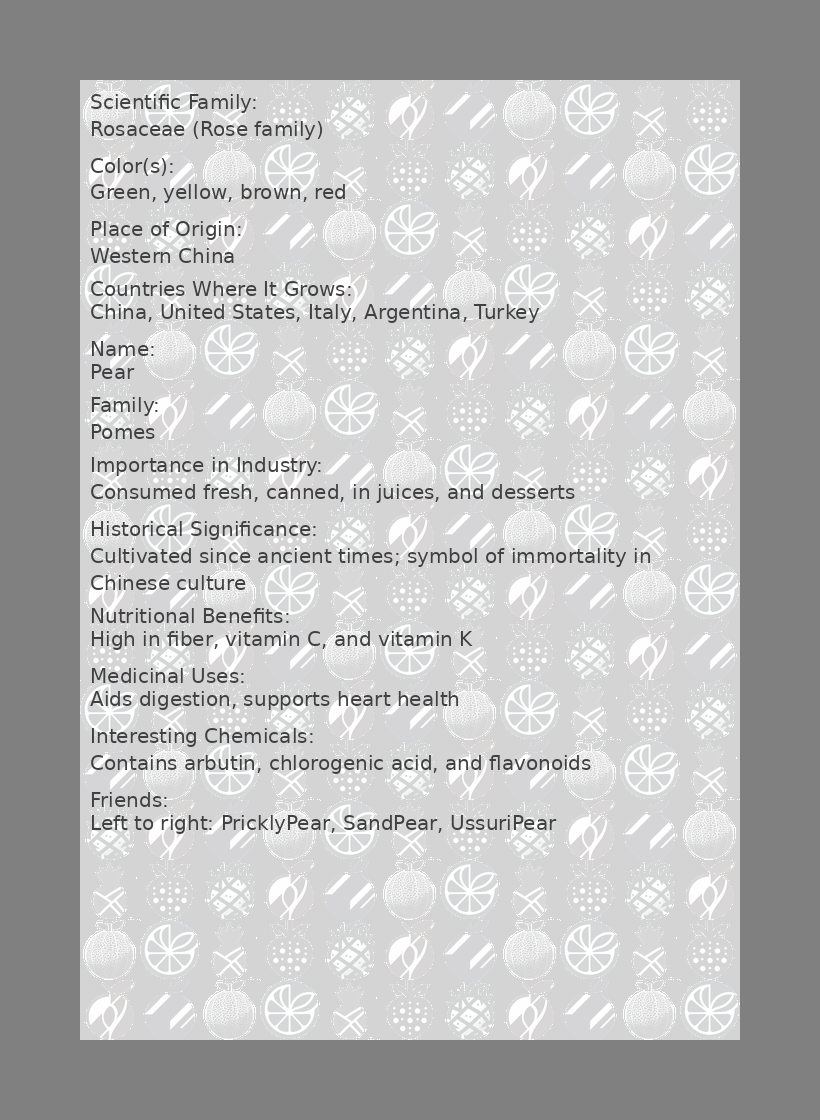 Scientific Family:
Rosaceae (Rose family)
Color(s):
Green, yellow, brown, red
Place of Origin:
Western China
Countries Where It Grows:
China, United States, Italy, Argentina, Turkey
Name:
Pear
Family:
Pomes
Importance in Industry:
Consumed fresh, canned, in juices, and desserts
Historical Significance:
Cultivated since ancient times; symbol of immortality in
Chinese culture
Nutritional Benefits:
High in fiber, vitamin C, and vitamin K
Medicinal Uses:
Aids digestion, supports heart health
Interesting Chemicals:
Contains arbutin, chlorogenic acid, and flavonoids
Friends:
Left to right: PricklyPear, SandPear, UssuriPear